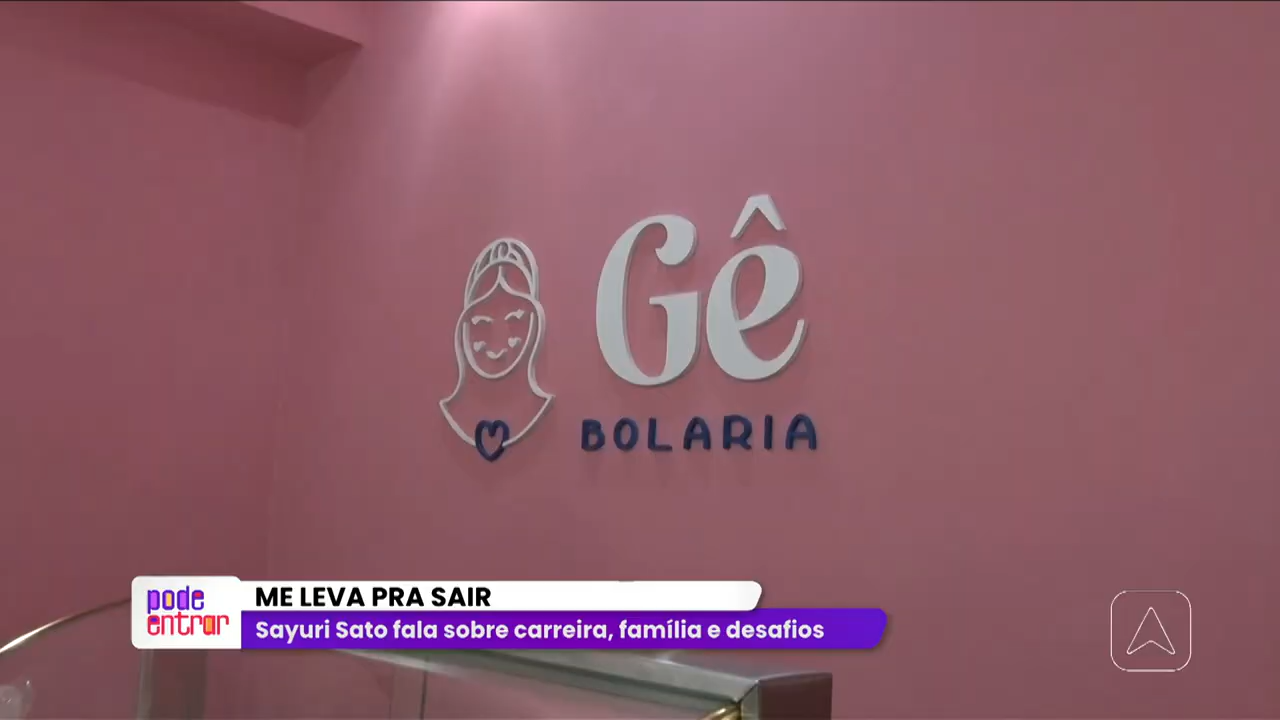 Gê
BOLARIA
pode
entrar
ME LEVA PRA SAIR
Sayuri Sato fala sobre carreira, família e desafios